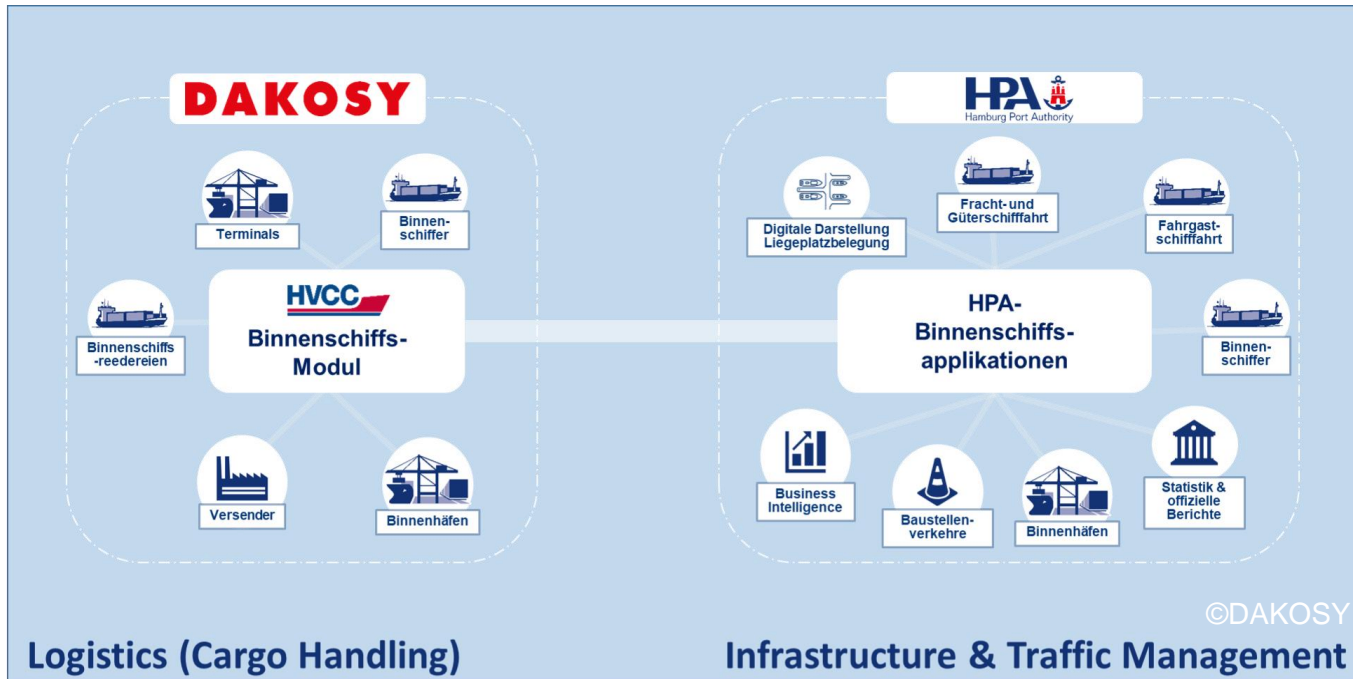 DAKOSY
Terminals
Binnen-
schiffer
Binnenschiffs
-reedereien
HVCC
Binnenschiffs-
Modul
Versender
Binnenhäfen
HPA
Hamburg Port Authority
Digitale Darstellung
Liegeplatzbelegung
Fracht- und
Güterschifffahrt
Fahrgast-
schifffahrt
HPA-
Binnenschiffs-
applikationen
Binnen-
schiffer
Business
Intelligence
Baustellen-
verkehre
Binnenhäfen
Statistik &
offizielle
Berichte
©DAKOSY
Logistics (Cargo Handling)
Infrastructure & Traffic Management